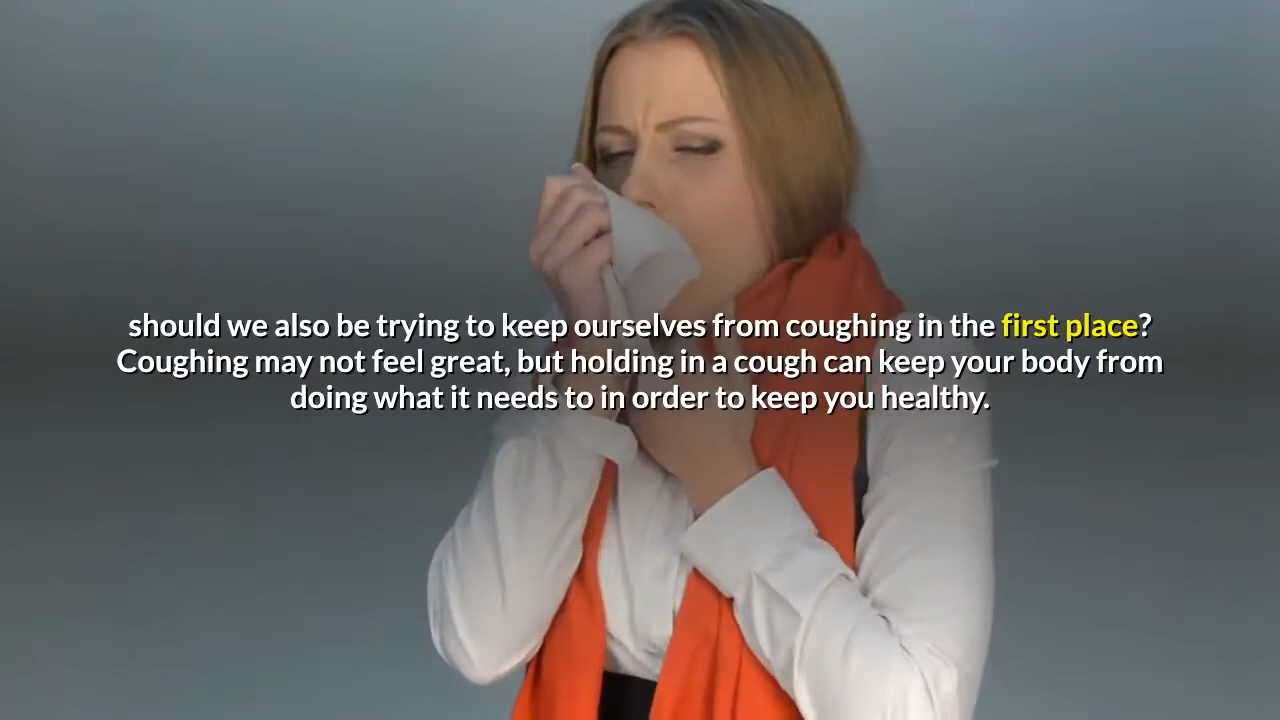 should we also be trying to keep ourselves from coughing in the first place?
Coughing may not feel great, but holding in a cough can keep your body from
doing what it needs to in order to keep you healthy.